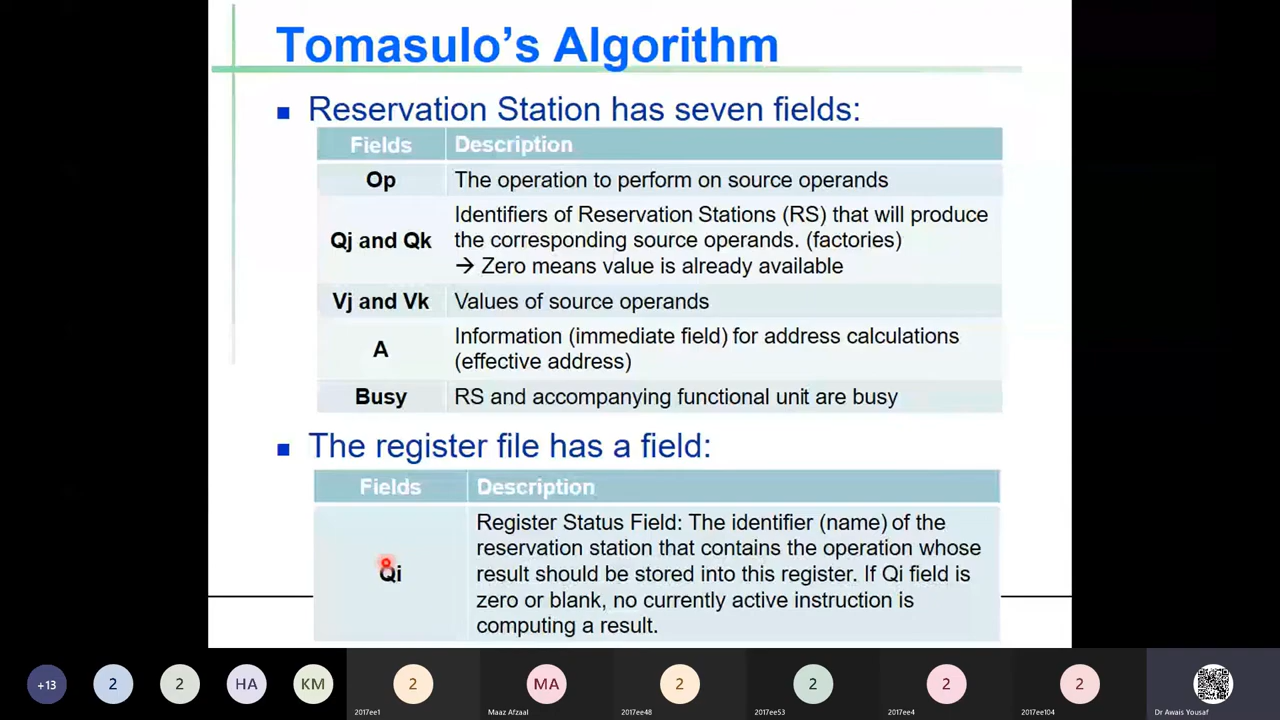 Tomasulo's Algorithm
Reservation Station has seven fields:
Fields Description
Op The operation to perform on source operands
Identifiers of Reservation Stations (RS) that will produce
Qj and Qk the corresponding source operands. (factories)
→ Zero means value is already available
Vj and Vk Values of source operands
Information (immediate field) for address calculations
A
(effective address)
Busy RS and accompanying functional unit are busy
The register file has a field:
Fields Description
Register Status Field: The identifier (name) of the
reservation station that contains the operation whose
Qi result should be stored into this register. If Qi field is
zero or blank, no currently active instruction is
computing a result.
+13 2 2 HA KM 2 MA 2 2 2 2
2017ee1 Maaz Afzaal 2017ee48 2017ee53 2017ee4 2017ee104 Dr Awais Yousaf